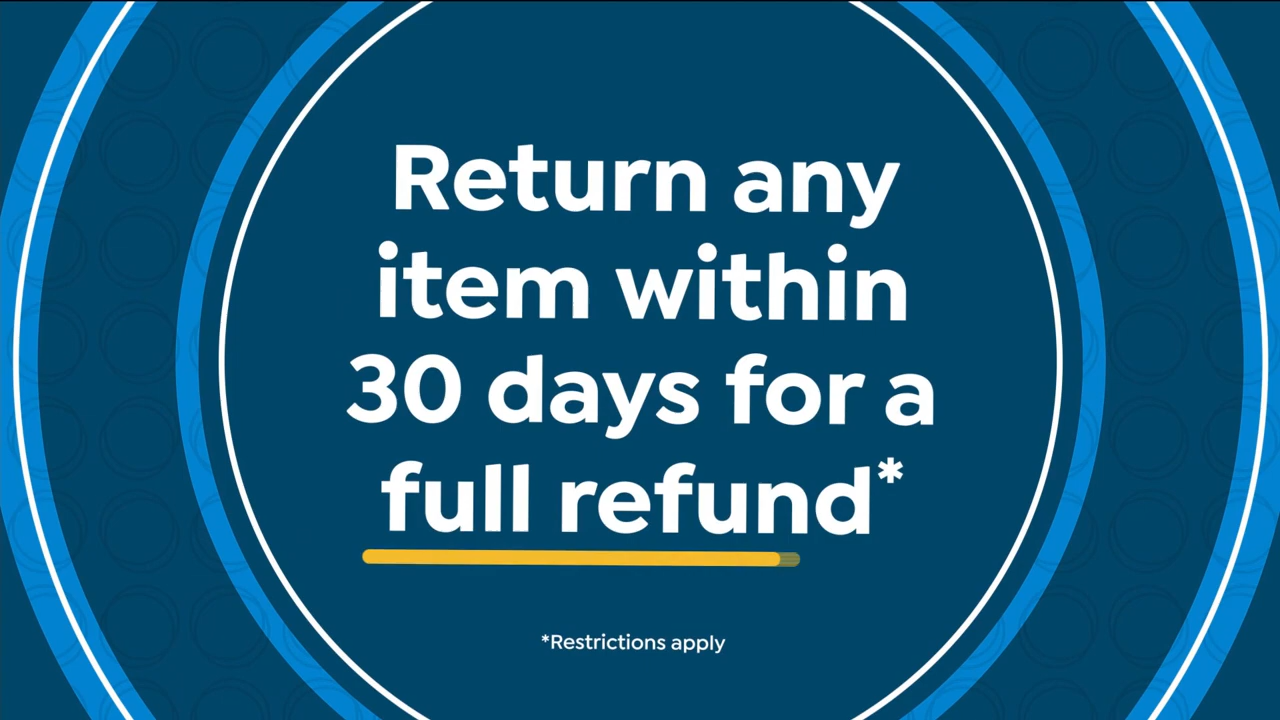 Return any
item within
30 days for a
full refund*
*Restrictions apply